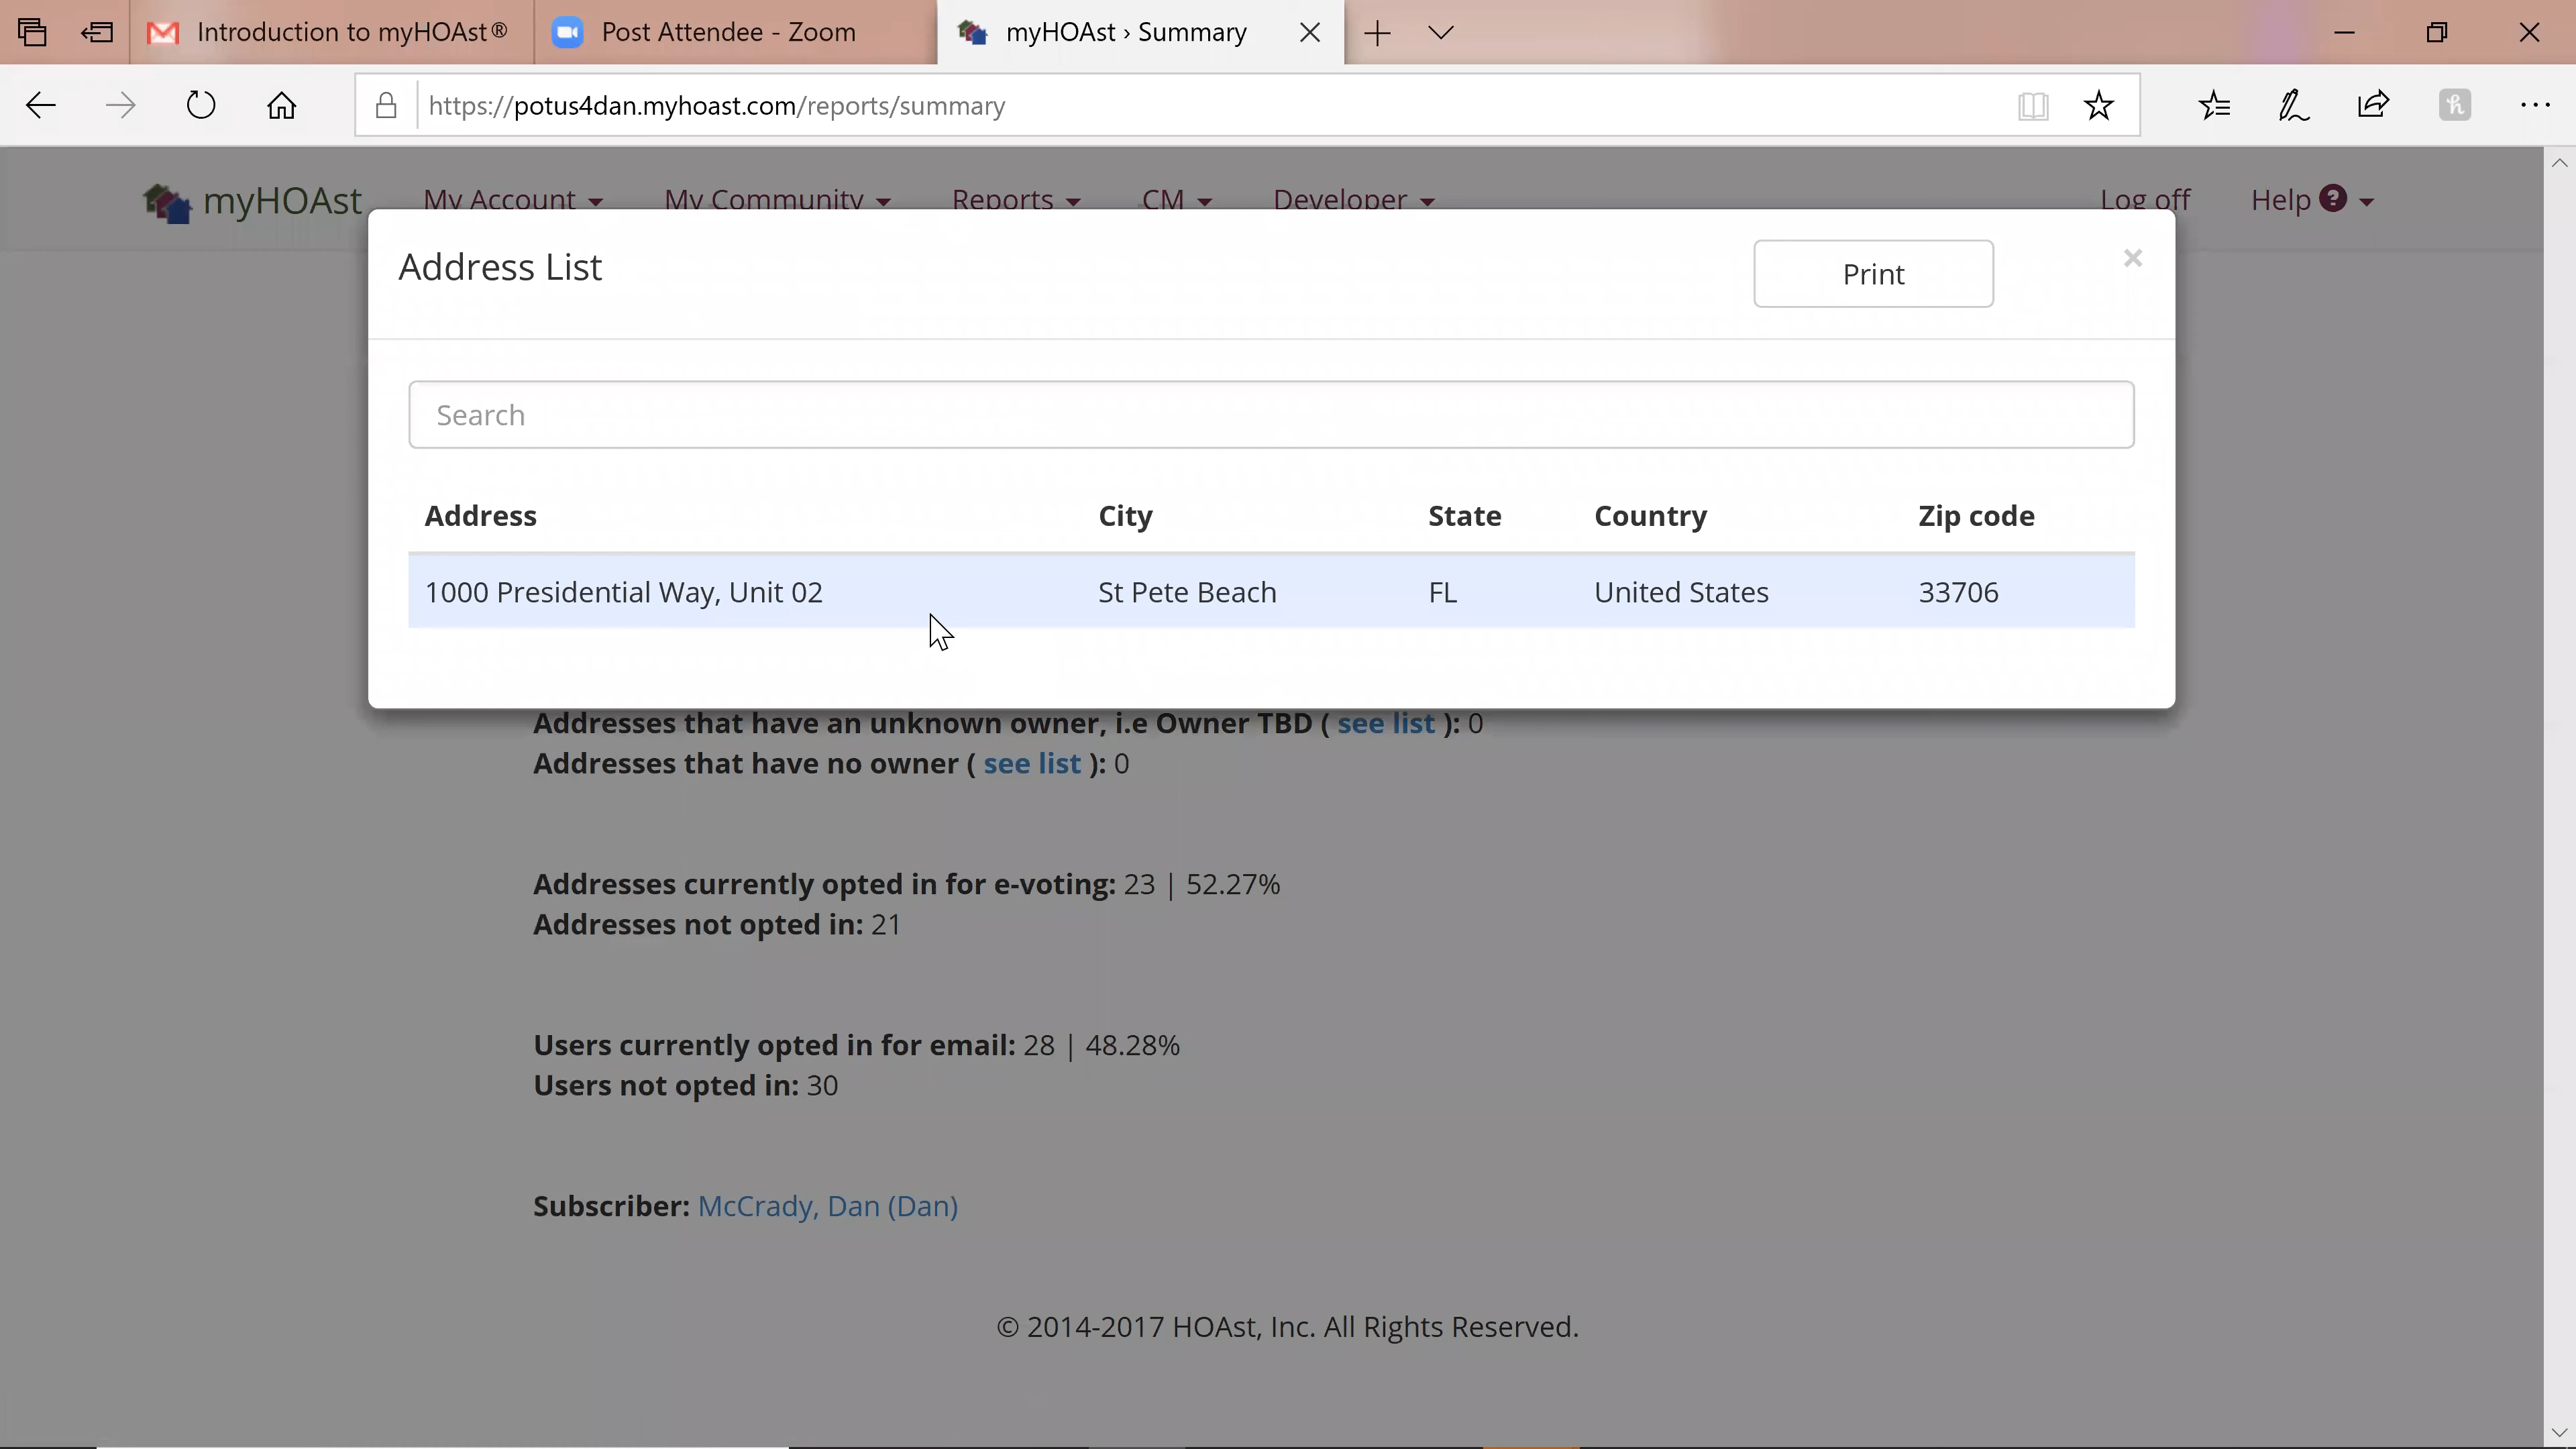 Introduction to myHOAst® Post Attendee - Zoom myHOAst › Summary
https://potus4dan.myhoast.com/reports/summary
myHOAst My Account My Community Reports CM Developer Log off Help ?
Address List Print ×
Search
Address City State Country Zip code
1000 Presidential Way, Unit 02 St Pete Beach FL United States 33706
Addresses that have an unknown owner, i.e Owner TBD ( see list ): 0
Addresses that have no owner ( see list ): 0
Addresses currently opted in for e-voting: 23 | 52.27%
Addresses not opted in: 21
Users currently opted in for email: 28 | 48.28%
Users not opted in: 30
Subscriber: McCrady, Dan (Dan)
© 2014-2017 HOAst, Inc. All Rights Reserved.